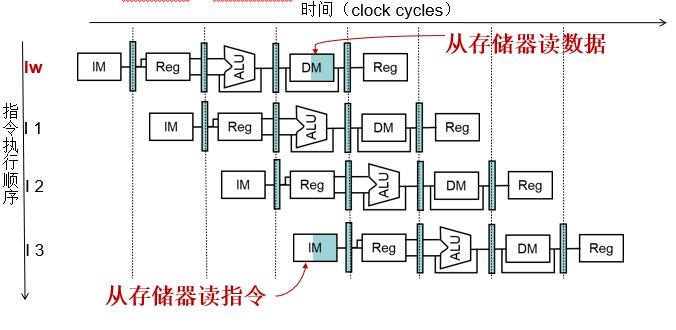 时间（clock cycles）
从存储器读数据
lw IM Reg ALU DM Reg
I 1 IM Reg ALU DM Reg
I 2 IM Reg ALU DM Reg
I 3 IM Reg ALU DM Reg
指令执行顺序
从存储器读指令